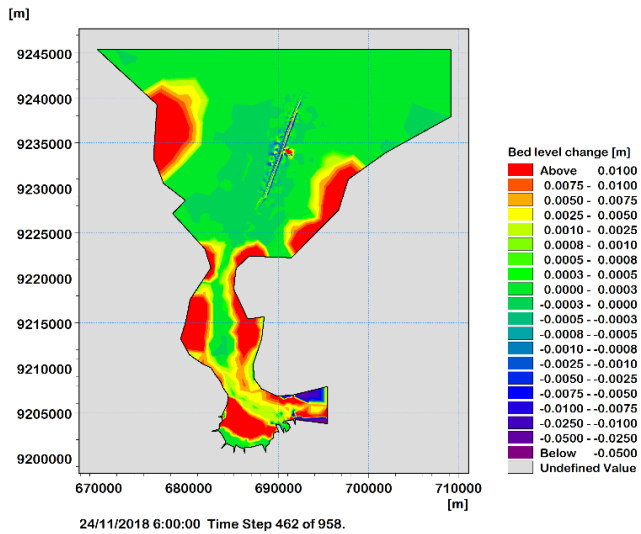 [m]
9245000
9240000
9235000
9230000
9225000
9220000
9215000
9210000
9205000
9200000
670000 680000 690000 700000 710000
[m]
24/11/2018 6:00:00 Time Step 462 of 958.
Bed level change [m]
Above 0.0100
0.0075 - 0.0100
0.0050 - 0.0075
0.0025 - 0.0050
0.0010 - 0.0025
0.0008 - 0.0010
0.0005 - 0.0008
0.0003 - 0.0005
0.0000 - 0.0003
-0.0003 - 0.0000
-0.0005 - -0.0003
-0.0008 - -0.0005
-0.0010 - -0.0008
-0.0025 - -0.0010
-0.0050 - -0.0025
-0.0075 - -0.0050
-0.0100 - -0.0075
-0.0250 - -0.0100
-0.0500 - -0.0250
Below -0.0500
Undefined Value